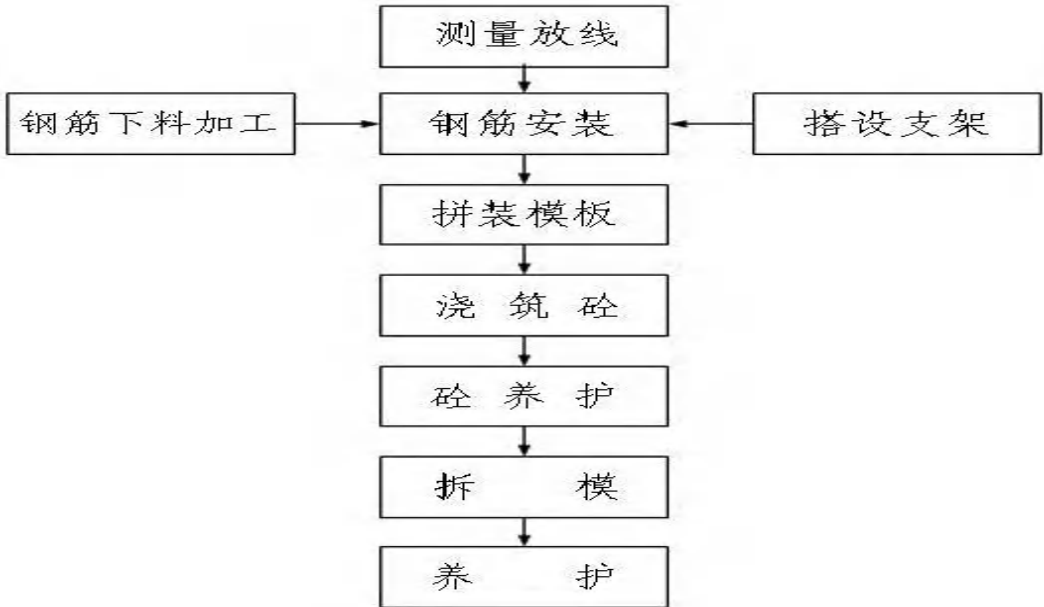 测量放线
钢筋下料加工
钢筋安装
搭设支架
拼装模板
浇筑砼
砼养护
拆模
养护